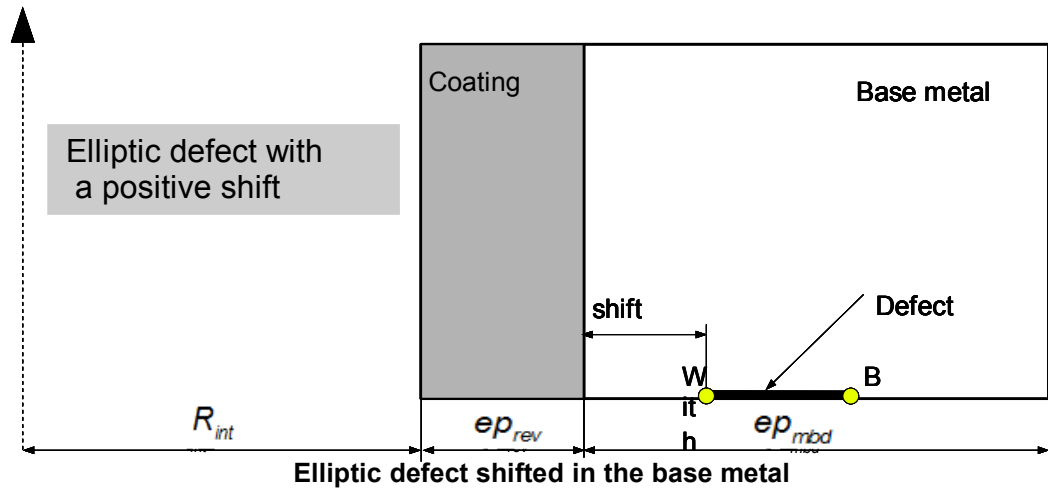 Coating
Base metal
Elliptic defect with
a positive shift
shift
Defect
W
it
h
B
R_int
ep_rev
ep_mbd
Elliptic defect shifted in the base metal